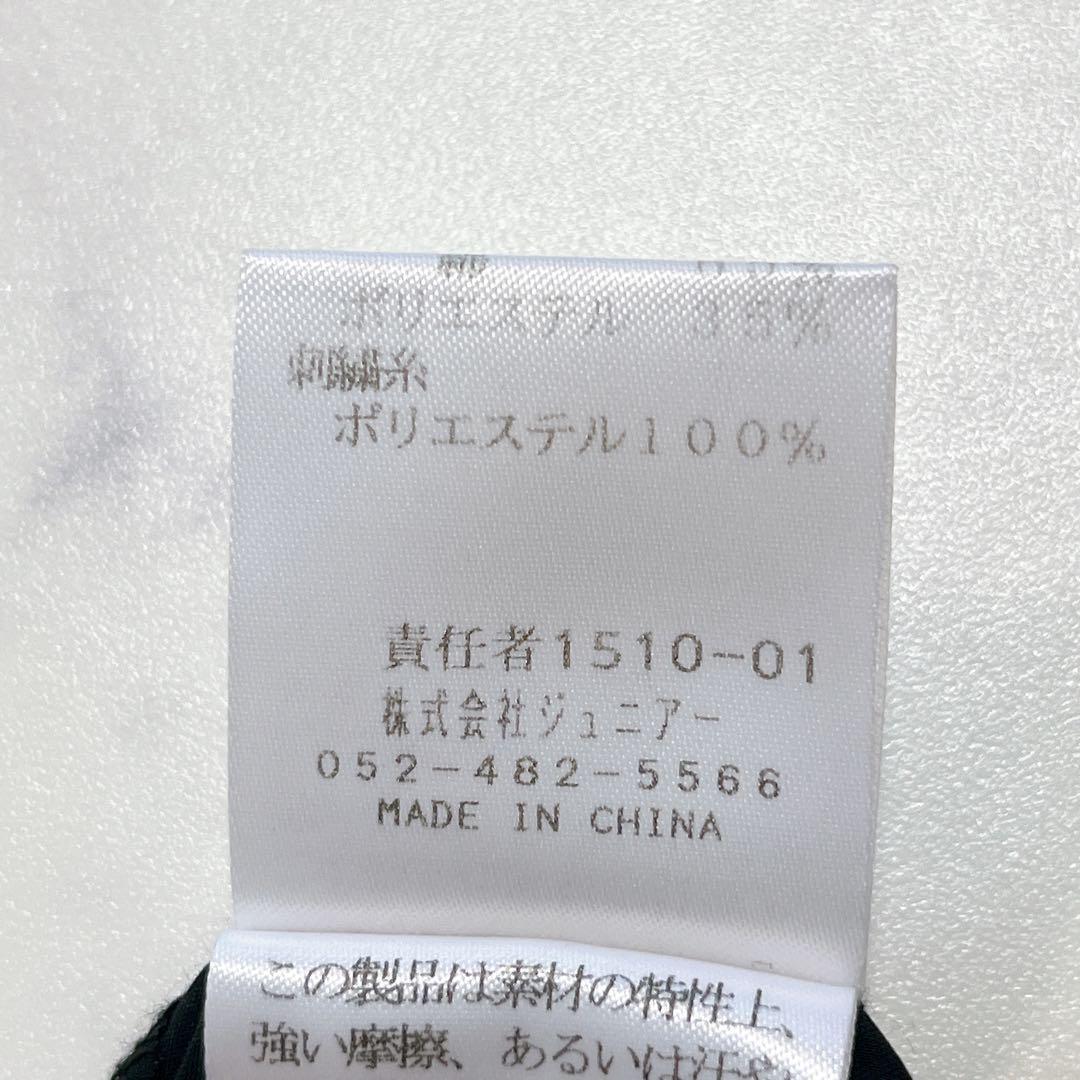 ポリエステル 35%
刺繍糸
ポリエステル100%
責任者1510-01
株式会社ジュニアー
052-482-5566
MADE IN CHINA
この製品は素材の特性上、
強い摩擦、あるいは汗や